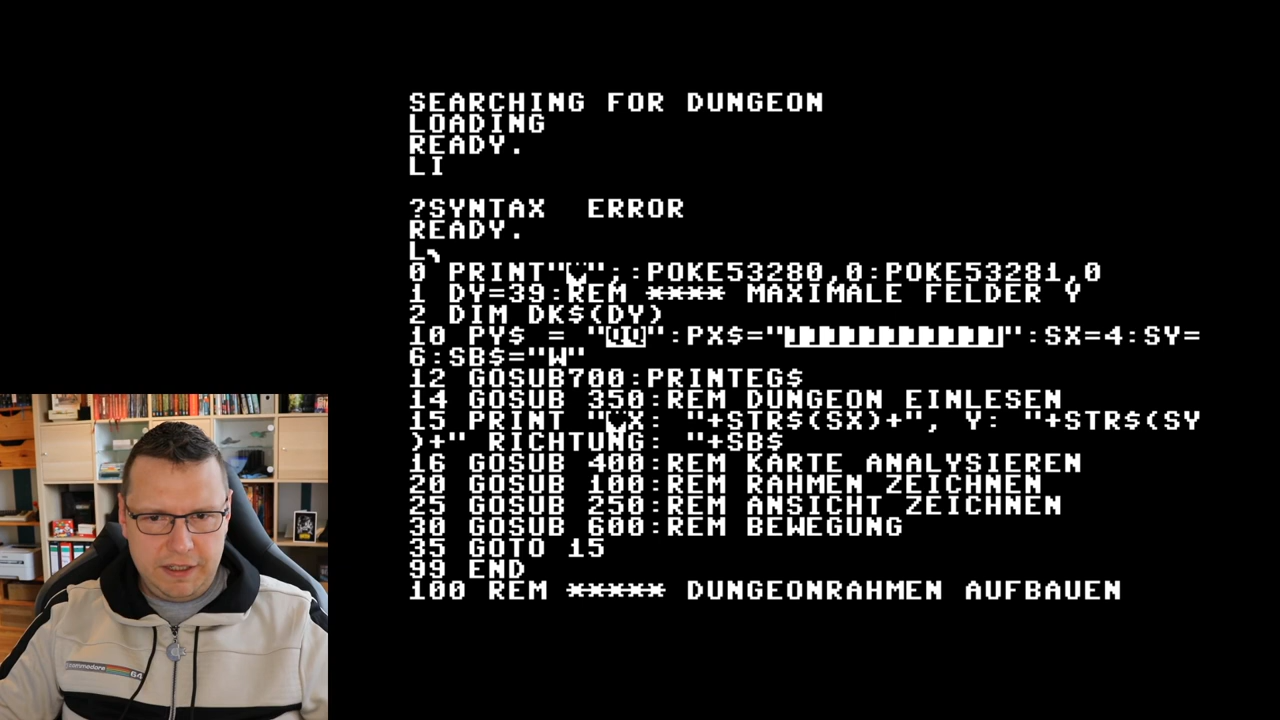 SEARCHING FOR DUNGEON
LOADING
READY.
LI
?SYNTAX  ERROR
READY.
L
0 PRINT"♥";:POKE53280,0:POKE53281,0
1 DY=39:REM **** MAXIMALE FELDER Y
2 DIM DK$(DY)
10 PY$ = "QQ":PX$="]]]]]]]]]]]":SX=4:SY=
6:SB$="W"
12 GOSUB700:PRINTEG$
14 GOSUB 350:REM DUNGEON EINLESEN
15 PRINT "♥X: "+STR$(SX)+", Y: "+STR$(SY
)+" RICHTUNG: "+SB$
16 GOSUB 400:REM KARTE ANALYSIEREN
20 GOSUB 100:REM RAHMEN ZEICHNEN
25 GOSUB 250:REM ANSICHT ZEICHNEN
30 GOSUB 600:REM BEWEGUNG
35 GOTO 15
99 END
100 REM ***** DUNGEONRAHMEN AUFBAUEN
commodore
64